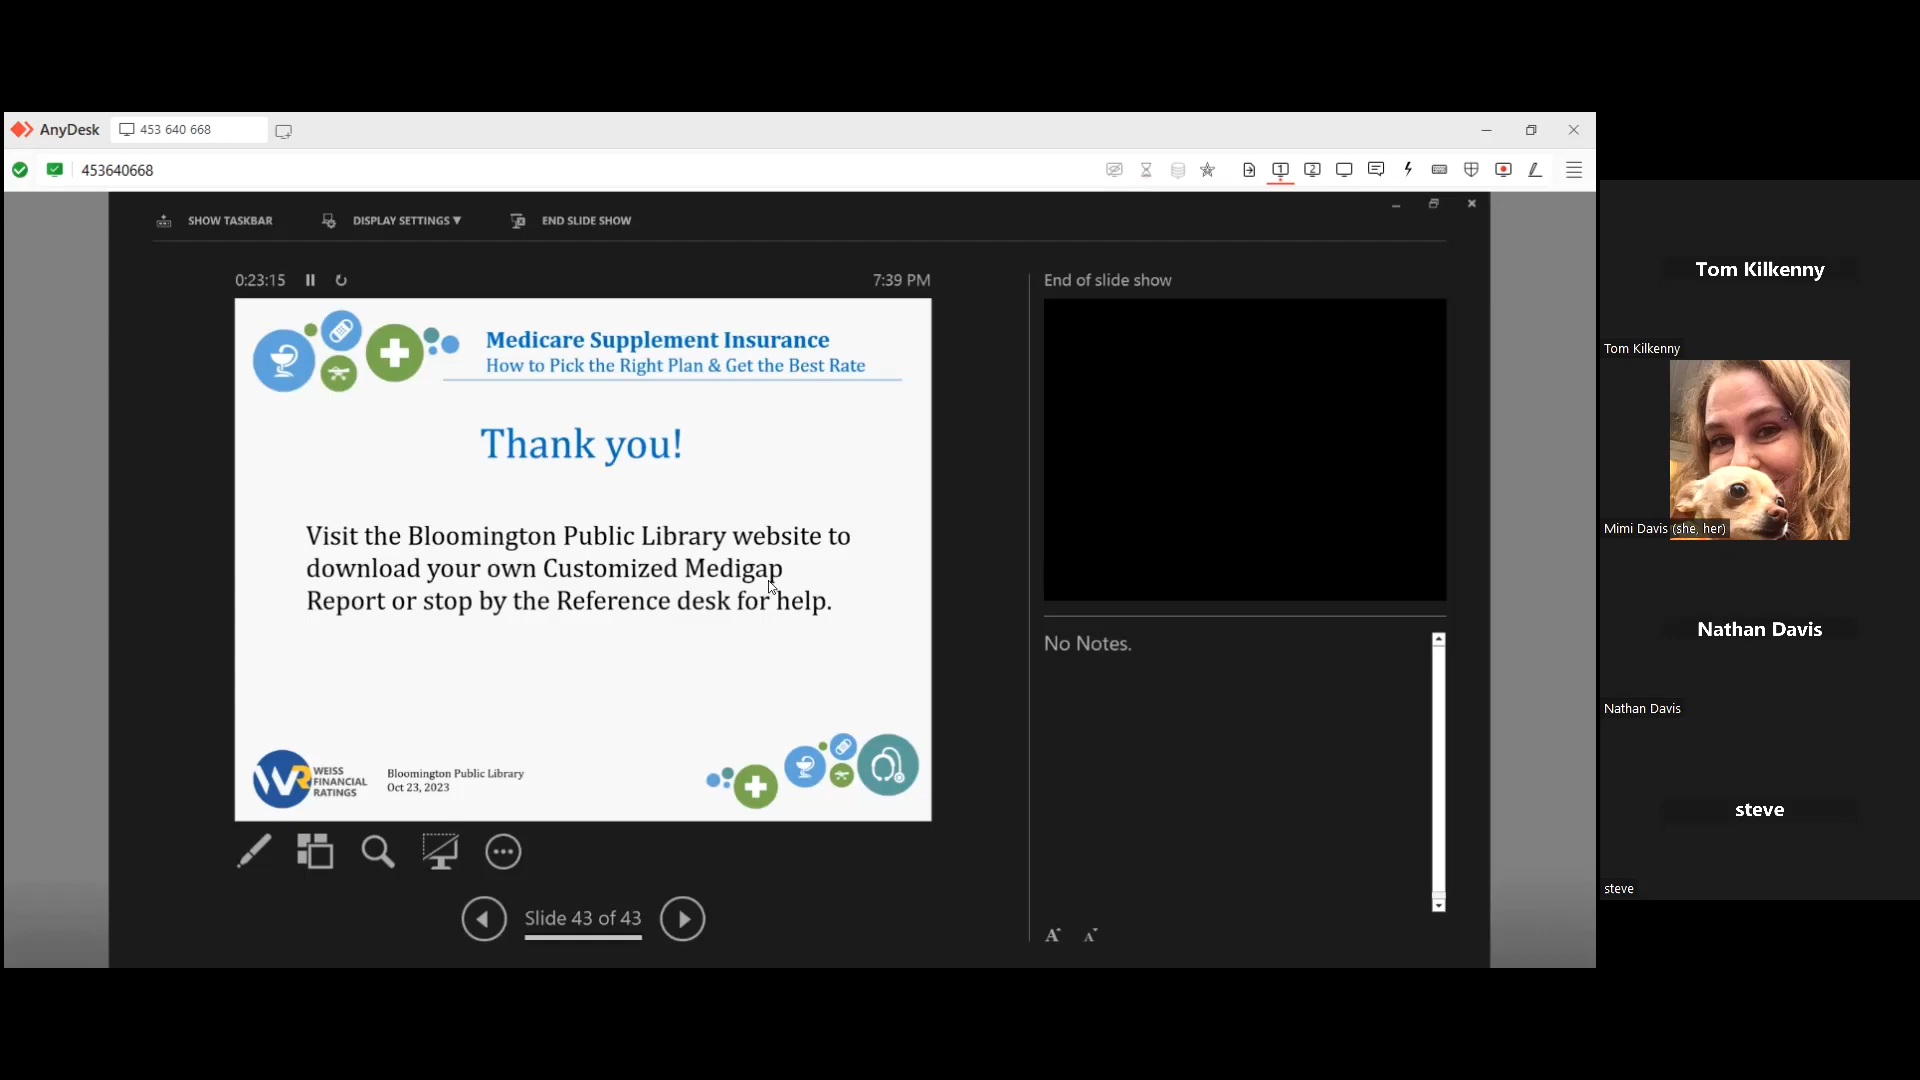 AnyDesk
453 640 668
453640668
1
2
SHOW TASKBAR
DISPLAY SETTINGS ▼
END SLIDE SHOW
0:23:15
7:39 PM
Medicare Supplement Insurance
How to Pick the Right Plan & Get the Best Rate
Thank you!
Visit the Bloomington Public Library website to
download your own Customized Medigap
Report or stop by the Reference desk for help.
WR
WEISS
FINANCIAL
RATINGS
Bloomington Public Library
Oct 23, 2023
Slide 43 of 43
End of slide show
No Notes.
A
A
Tom Kilkenny
Tom Kilkenny
Mimi Davis (she, her)
Nathan Davis
Nathan Davis
steve
steve